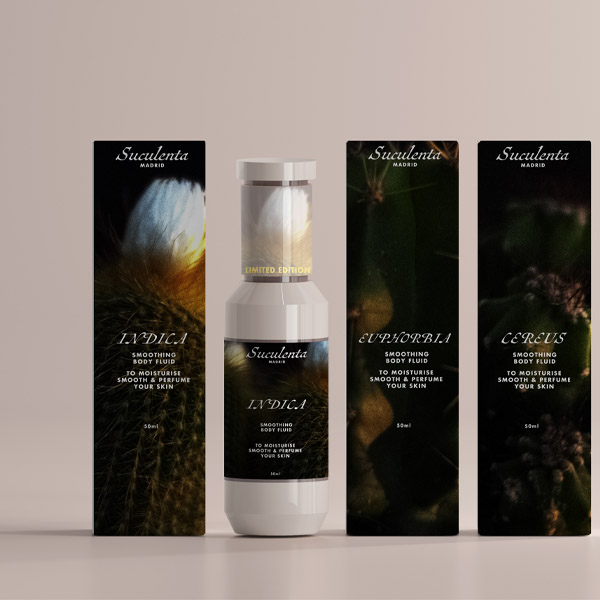 Suculenta
MADRID
INDICA
SMOOTHING
BODY FLUID
TO MOISTURISE
SMOOTH & PERFUME
YOUR SKIN
50ml
LIMITED EDITION
Suculenta
MADRID
INDICA
SMOOTHING
BODY FLUID
TO MOISTURISE
SMOOTH & PERFUME
YOUR SKIN
50ml
Suculenta
MADRID
EUPHORBIA
SMOOTHING
BODY FLUID
TO MOISTURISE
SMOOTH & PERFUME
YOUR SKIN
50ml
Suculenta
MADRID
CEREUS
SMOOTHING
BODY FLUID
TO MOISTURISE
SMOOTH & PERFUME
YOUR SKIN
50ml